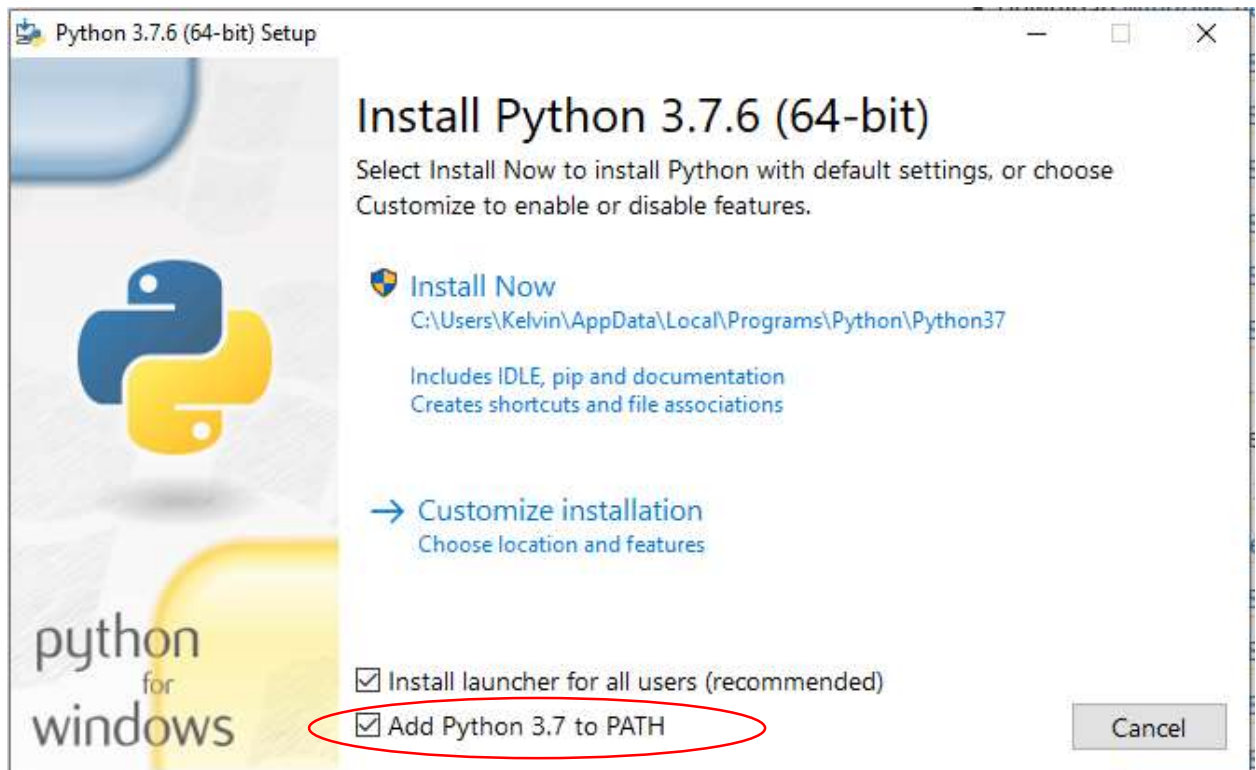 Python 3.7.6 (64-bit) Setup
Install Python 3.7.6 (64-bit)
Select Install Now to install Python with default settings, or choose
Customize to enable or disable features.
Install Now
C:\Users\Kelvin\AppData\Local\Programs\Python\Python37
Includes IDLE, pip and documentation
Creates shortcuts and file associations
Customize installation
Choose location and features
python
for
windows
Install launcher for all users (recommended)
Add Python 3.7 to PATH
Cancel